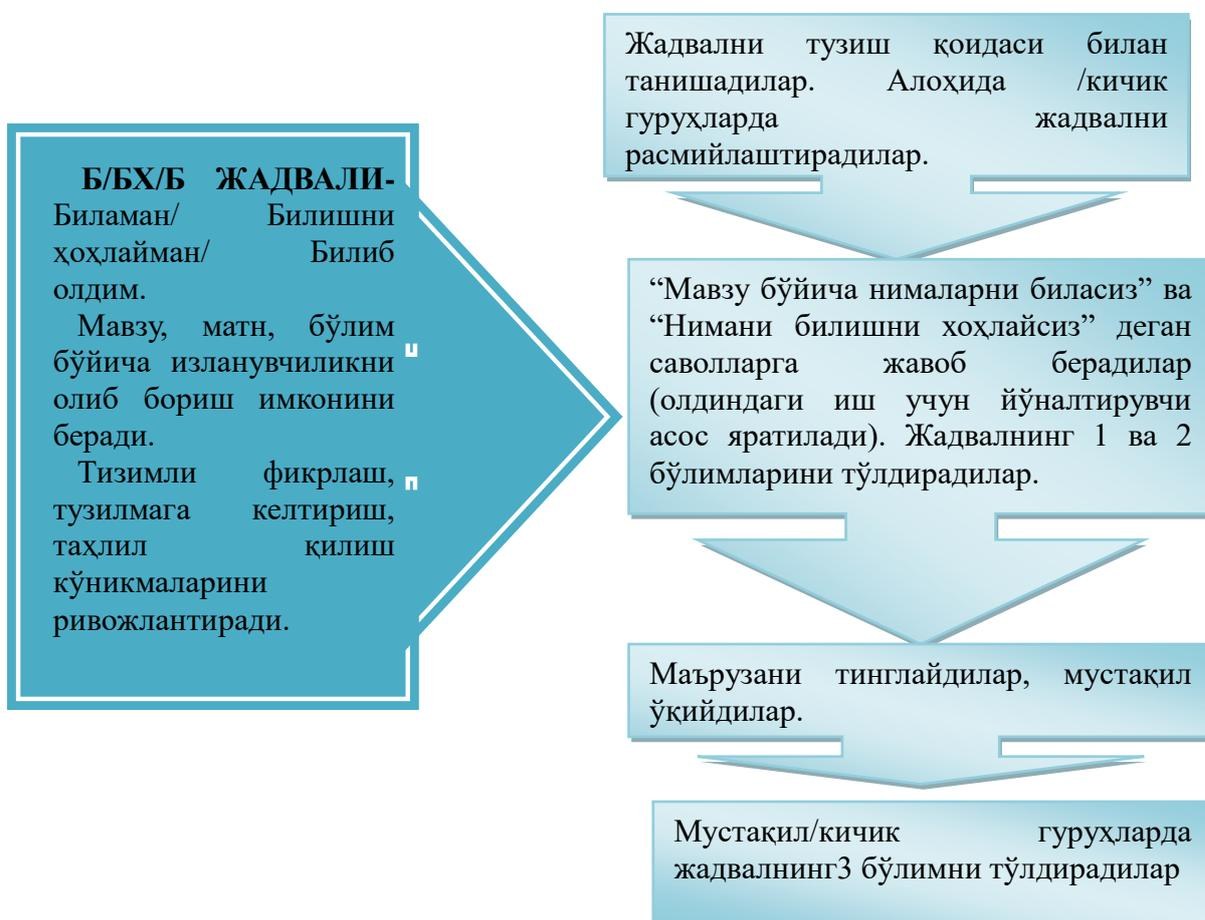 Б/БХ/Б ЖАДВАЛИ-
Биламан/ Билишни
ҳоҳлайман/ Билиб
олдим.
Мавзу, матн, бўлим
бўйича изланувчиликни
олиб бориш имконини
беради.
Тизимли фикрлаш,
тузилмага келтириш,
таҳлил қилиш
кўникмаларини
ривожлантиради.
Жадвални тузиш қоидаси билан
танишадилар. Алоҳида /кичик
гуруҳларда жадвални
расмийлаштирадилар.
“Мавзу бўйича нималарни биласиз” ва
“Нимани билишни хоҳлайсиз” деган
саволларга жавоб берадилар
(олдиндаги иш учун йўналтирувчи
асос яратилади). Жадвалнинг 1 ва 2
бўлимларини тўлдирадилар.
Маърузани тинглайдилар, мустақил
ўқийдилар.
Мустақил/кичик гуруҳларда
жадвалнинг3 бўлимни тўлдирадилар